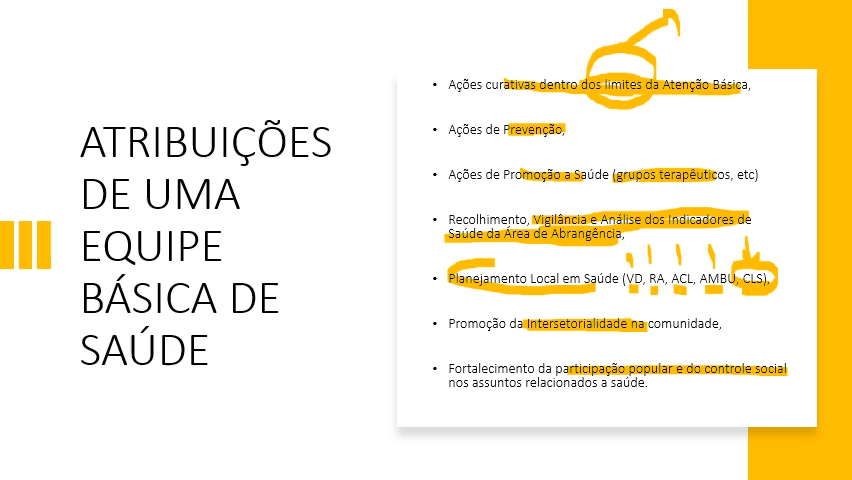 ATRIBUIÇÕES
DE UMA
EQUIPE
BÁSICA DE
SAÚDE
• Ações curativas dentro dos limites da Atenção Básica,
• Ações de Prevenção,
• Ações de Promoção a Saúde (grupos terapêuticos, etc)
• Recolhimento, Vigilância e Análise dos Indicadores de
Saúde da Área de Abrangência,
• Planejamento Local em Saúde (VD, RA, ACL, AMBU, CLS),
• Promoção da Intersetorialidade na comunidade,
• Fortalecimento da participação popular e do controle social
nos assuntos relacionados a saúde.